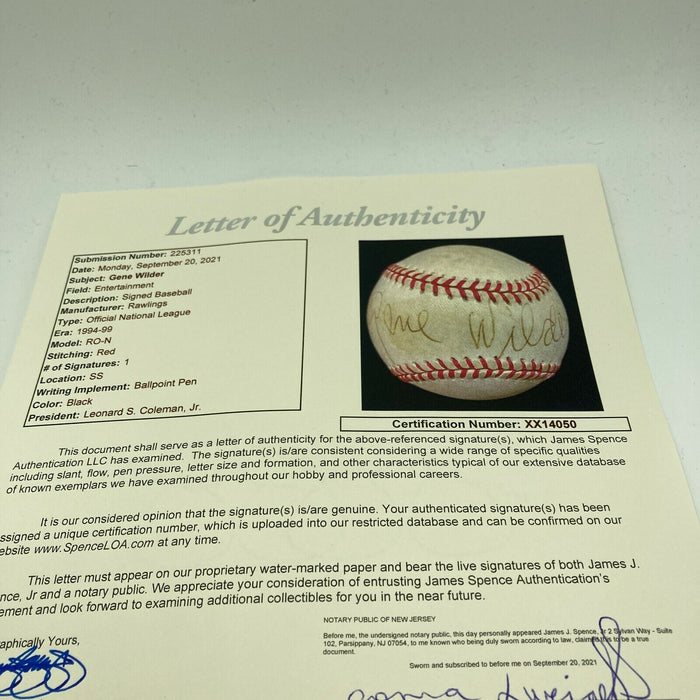 Letter of Authenticity
Submission Number: 225311
Date: Monday, September 20, 2021
Subject: Gene Wilder
Field: Entertainment
Description: Signed Baseball
Manufacturer: Rawlings
Type: Official National League
Era: 1994-99
Model: RO-N
Stitching: Red
# of Signatures: 1
Location: SS
Writing Implement: Ballpoint Pen
Color: Black
President: Leonard S. Coleman, Jr.
Gene Wilde
Certification Number: XX14050
This document shall serve as a letter of authenticity for the above-referenced signature(s), which James Spence
Authentication LLC has examined. The signature(s) is/are consistent considering a wide range of specific qualities
including slant, flow, pen pressure, letter size and formation, and other characteristics typical of our extensive database
of known exemplars we have examined throughout our hobby and professional careers.
It is our considered opinion that the signature(s) is/are genuine. Your authenticated signature(s) has been
ssigned a unique certification number, which is uploaded into our restricted database and can be confirmed on our
ebsite www.SpenceLOA.com at any time.
This letter must appear on our proprietary water-marked paper and bear the live signatures of both James J.
nce, Jr and a notary public. We appreciate your consideration of entrusting James Spence Authentication's
ement and look forward to examining additional collectibles for you in the near future.
raphically Yours,
NOTARY PUBLIC OF NEW JERSEY
Before me, the undersigned notary public, this day personally appeared James J. Spence, Jr 2 Sylvan Way - Suite
102, Parsippany, NJ 07054, to me known who being duly sworn according to law, claims this to be a true
document.
Sworn and subscribed to before me on September 20, 2021